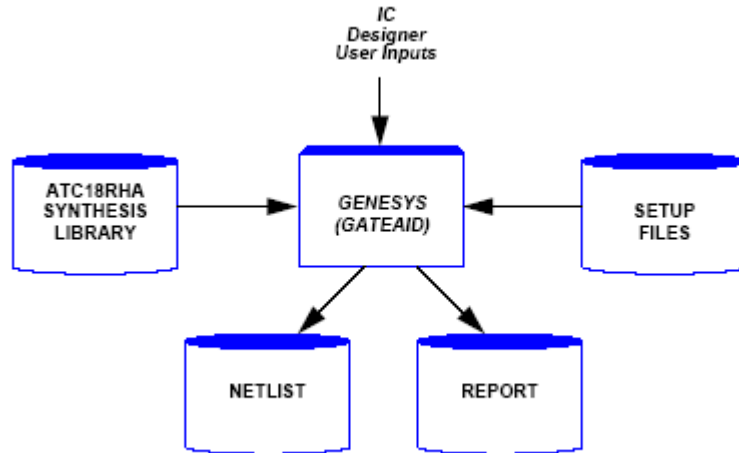 IC
Designer
User Inputs
ATC18RHA
SYNTHESIS
LIBRARY
GENESYS
(GATEAID)
SETUP
FILES
NETLIST
REPORT